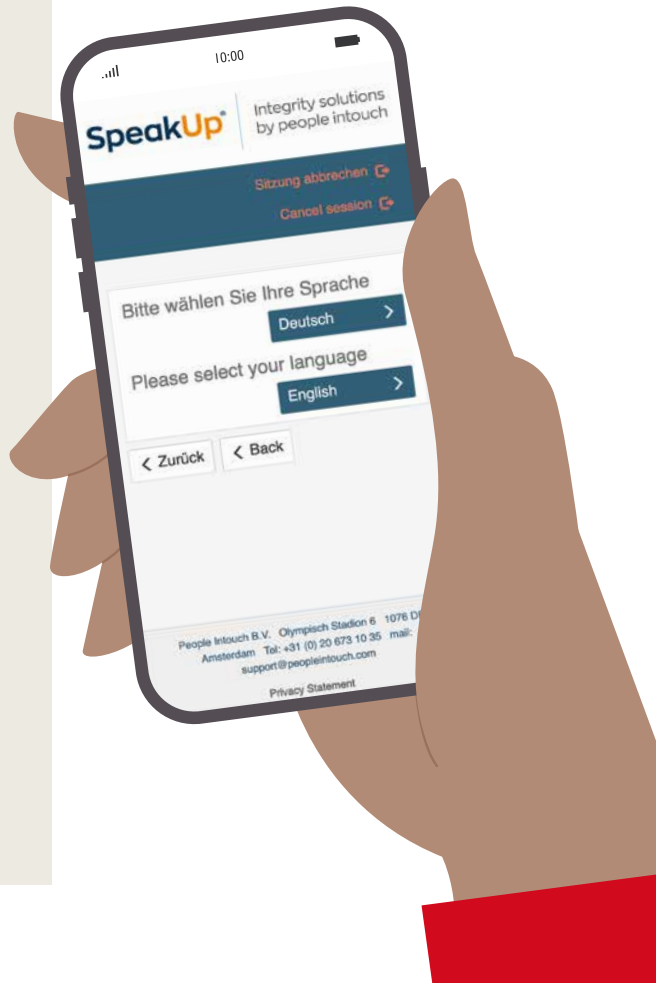 10:00
SpeakUp
Integrity solutions
by people intouch
Sitzung abbrechen
Cancel session
Bitte wählen Sie Ihre Sprache
Deutsch
Please select your language
English
Zurück Back
People Intouch B.V. Olympisch Stadion 6 1076
Amsterdam Tel: +31 (0) 20 673 10 35 mail:
support@peopleintouch.com
Privacy Statement